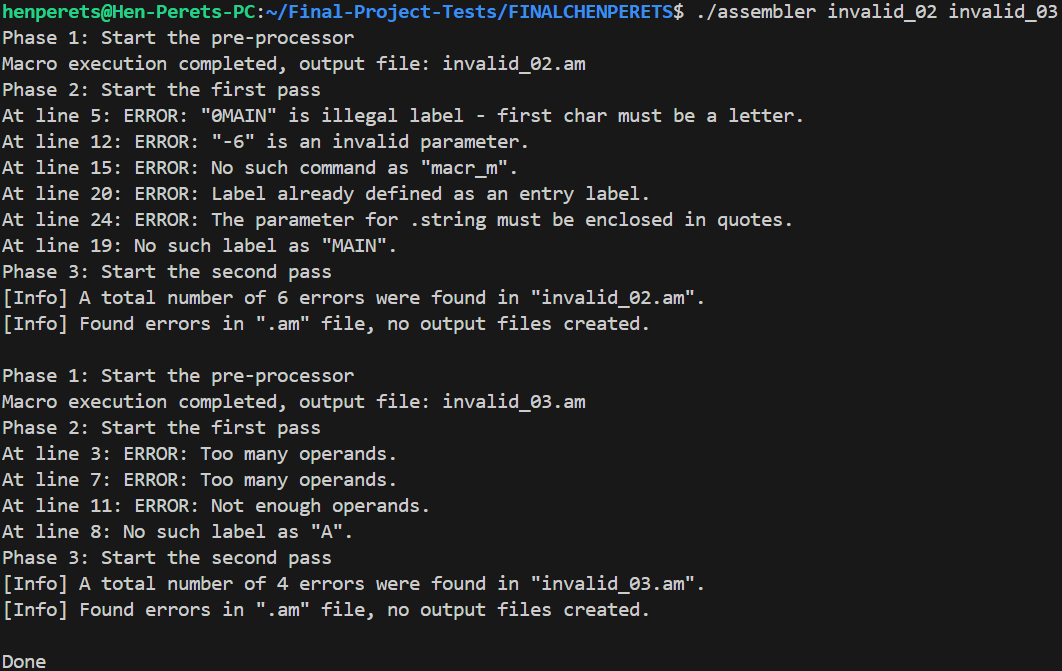 henperets@Hen-Perets-PC:~/Final-Project-Tests/FINALCHENPERETS$ ./assembler invalid_02 invalid_03
Phase 1: Start the pre-processor
Macro execution completed, output file: invalid_02.am
Phase 2: Start the first pass
At line 5: ERROR: "0MAIN" is illegal label - first char must be a letter.
At line 12: ERROR: "-6" is an invalid parameter.
At line 15: ERROR: No such command as "macr_m".
At line 20: ERROR: Label already defined as an entry label.
At line 24: ERROR: The parameter for .string must be enclosed in quotes.
At line 19: No such label as "MAIN".
Phase 3: Start the second pass
[Info] A total number of 6 errors were found in "invalid_02.am".
[Info] Found errors in ".am" file, no output files created.

Phase 1: Start the pre-processor
Macro execution completed, output file: invalid_03.am
Phase 2: Start the first pass
At line 3: ERROR: Too many operands.
At line 7: ERROR: Too many operands.
At line 11: ERROR: Not enough operands.
At line 8: No such label as "A".
Phase 3: Start the second pass
[Info] A total number of 4 errors were found in "invalid_03.am".
[Info] Found errors in ".am" file, no output files created.

Done